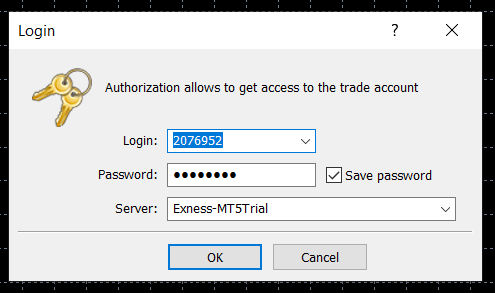 Login
?
Authorization allows to get access to the trade account
Login: 2076952
Password: ●●●●●●●● Save password
Server: Exness-MT5Trial
OK Cancel